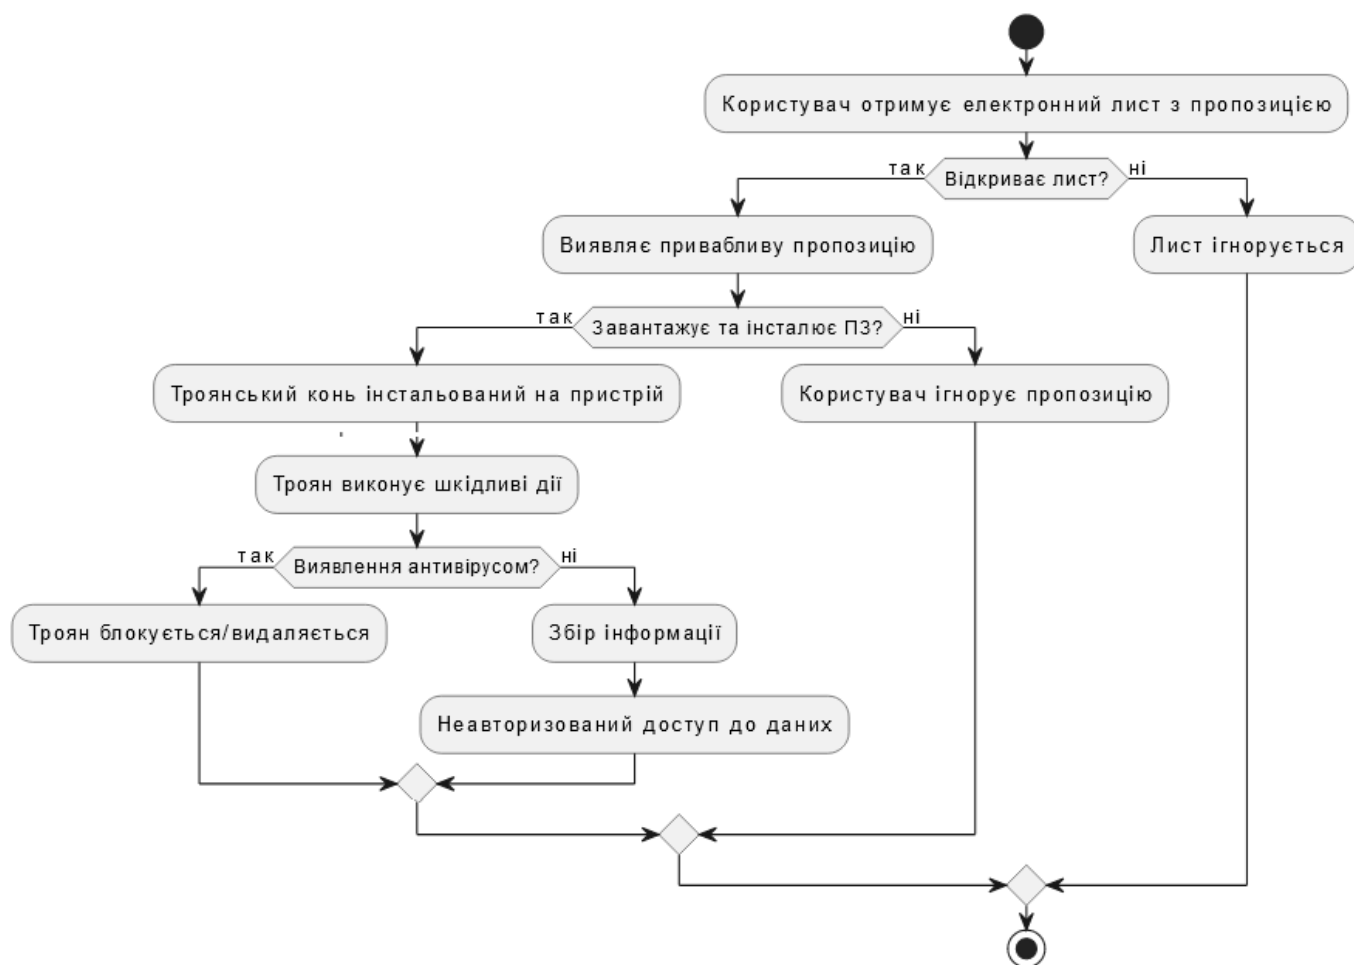 Користувач отримує електронний лист з пропозицією
так
Відкриває лист?
ні
Виявляє привабливу пропозицію
Лист ігнорується
так
Завантажує та інсталює ПЗ?
ні
Троянський конь інстальований на пристрій
Користувач ігнорує пропозицію
Троян виконує шкідливі дії
так
Виявлення антивірусом?
ні
Троян блокується/видаляється
Збір інформації
Неавторизований доступ до даних